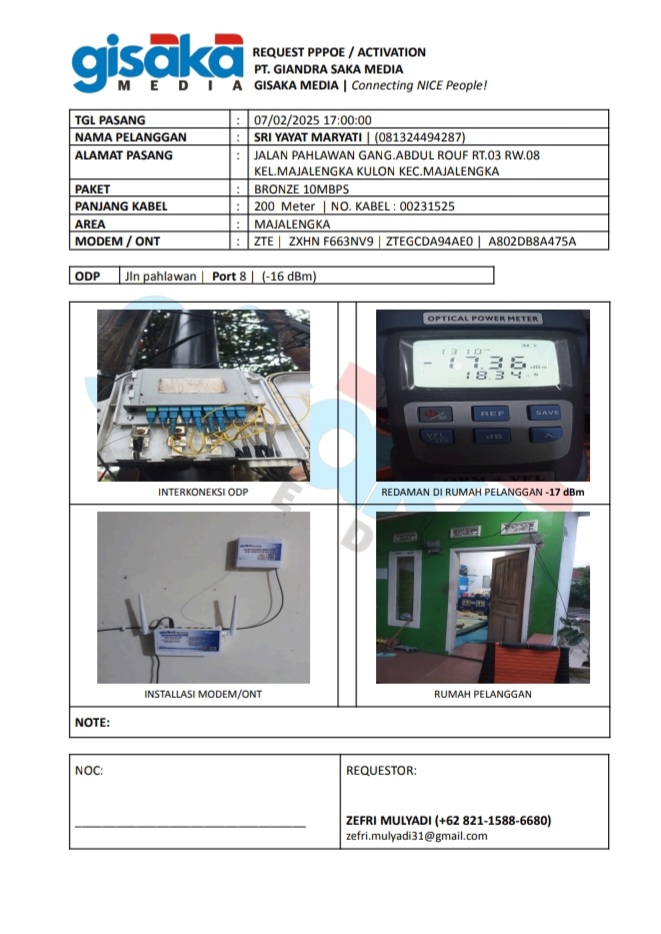 gisaka
MEDIA
REQUEST PPPOE / ACTIVATION
PT. GIANDRA SAKA MEDIA
GISAKA MEDIA | Connecting NICE People!
TGL PASANG : 07/02/2025 17:00:00
NAMA PELANGGAN : SRI YAYAT MARYATI | (081324494287)
ALAMAT PASANG : JALAN PAHLAWAN GANG.ABDUL ROUF RT.03 RW.08
KEL.MAJALENGKA KULON KEC.MAJALENGKA
PAKET : BRONZE 10MBPS
PANJANG KABEL : 200 Meter | NO. KABEL : 00231525
AREA : MAJALENGKA
MODEM / ONT : ZTE | ZXHN F663NV9 | ZTEGCDA94AE0 | A802DB8A475A
ODP Jln pahlawan | Port 8 | (-16 dBm)
OPTICAL POWER METER
1310
-17.36 dBm
18.34
REF SAVE
VFL dB λ
INTERKONEKSI ODP
REDAMAN DI RUMAH PELANGGAN -17 dBm
INSTALLASI MODEM/ONT
RUMAH PELANGGAN
NOTE:
NOC:
REQUESTOR:
ZEFRI MULYADI (+62 821-1588-6680)
zefri.mulyadi31@gmail.com